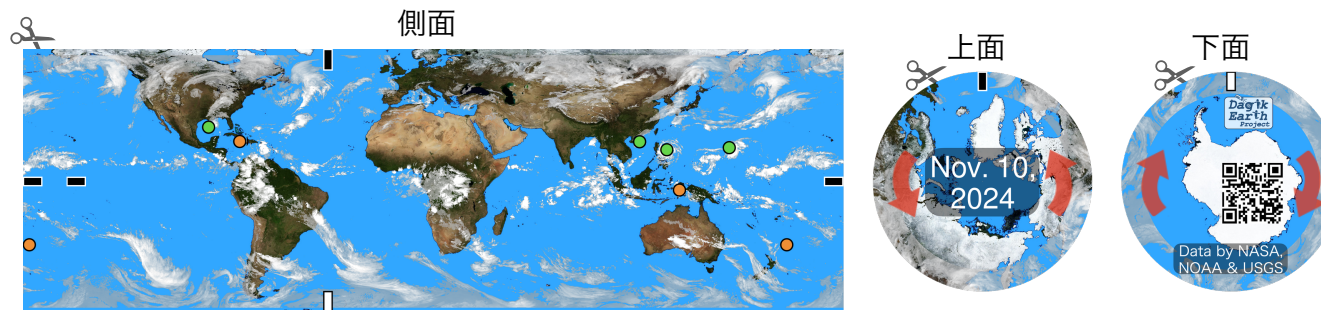 側面
上面
下面
Nov. 10,
2024
Dagik
Earth
Project
Data by NASA,
NOAA & USGS